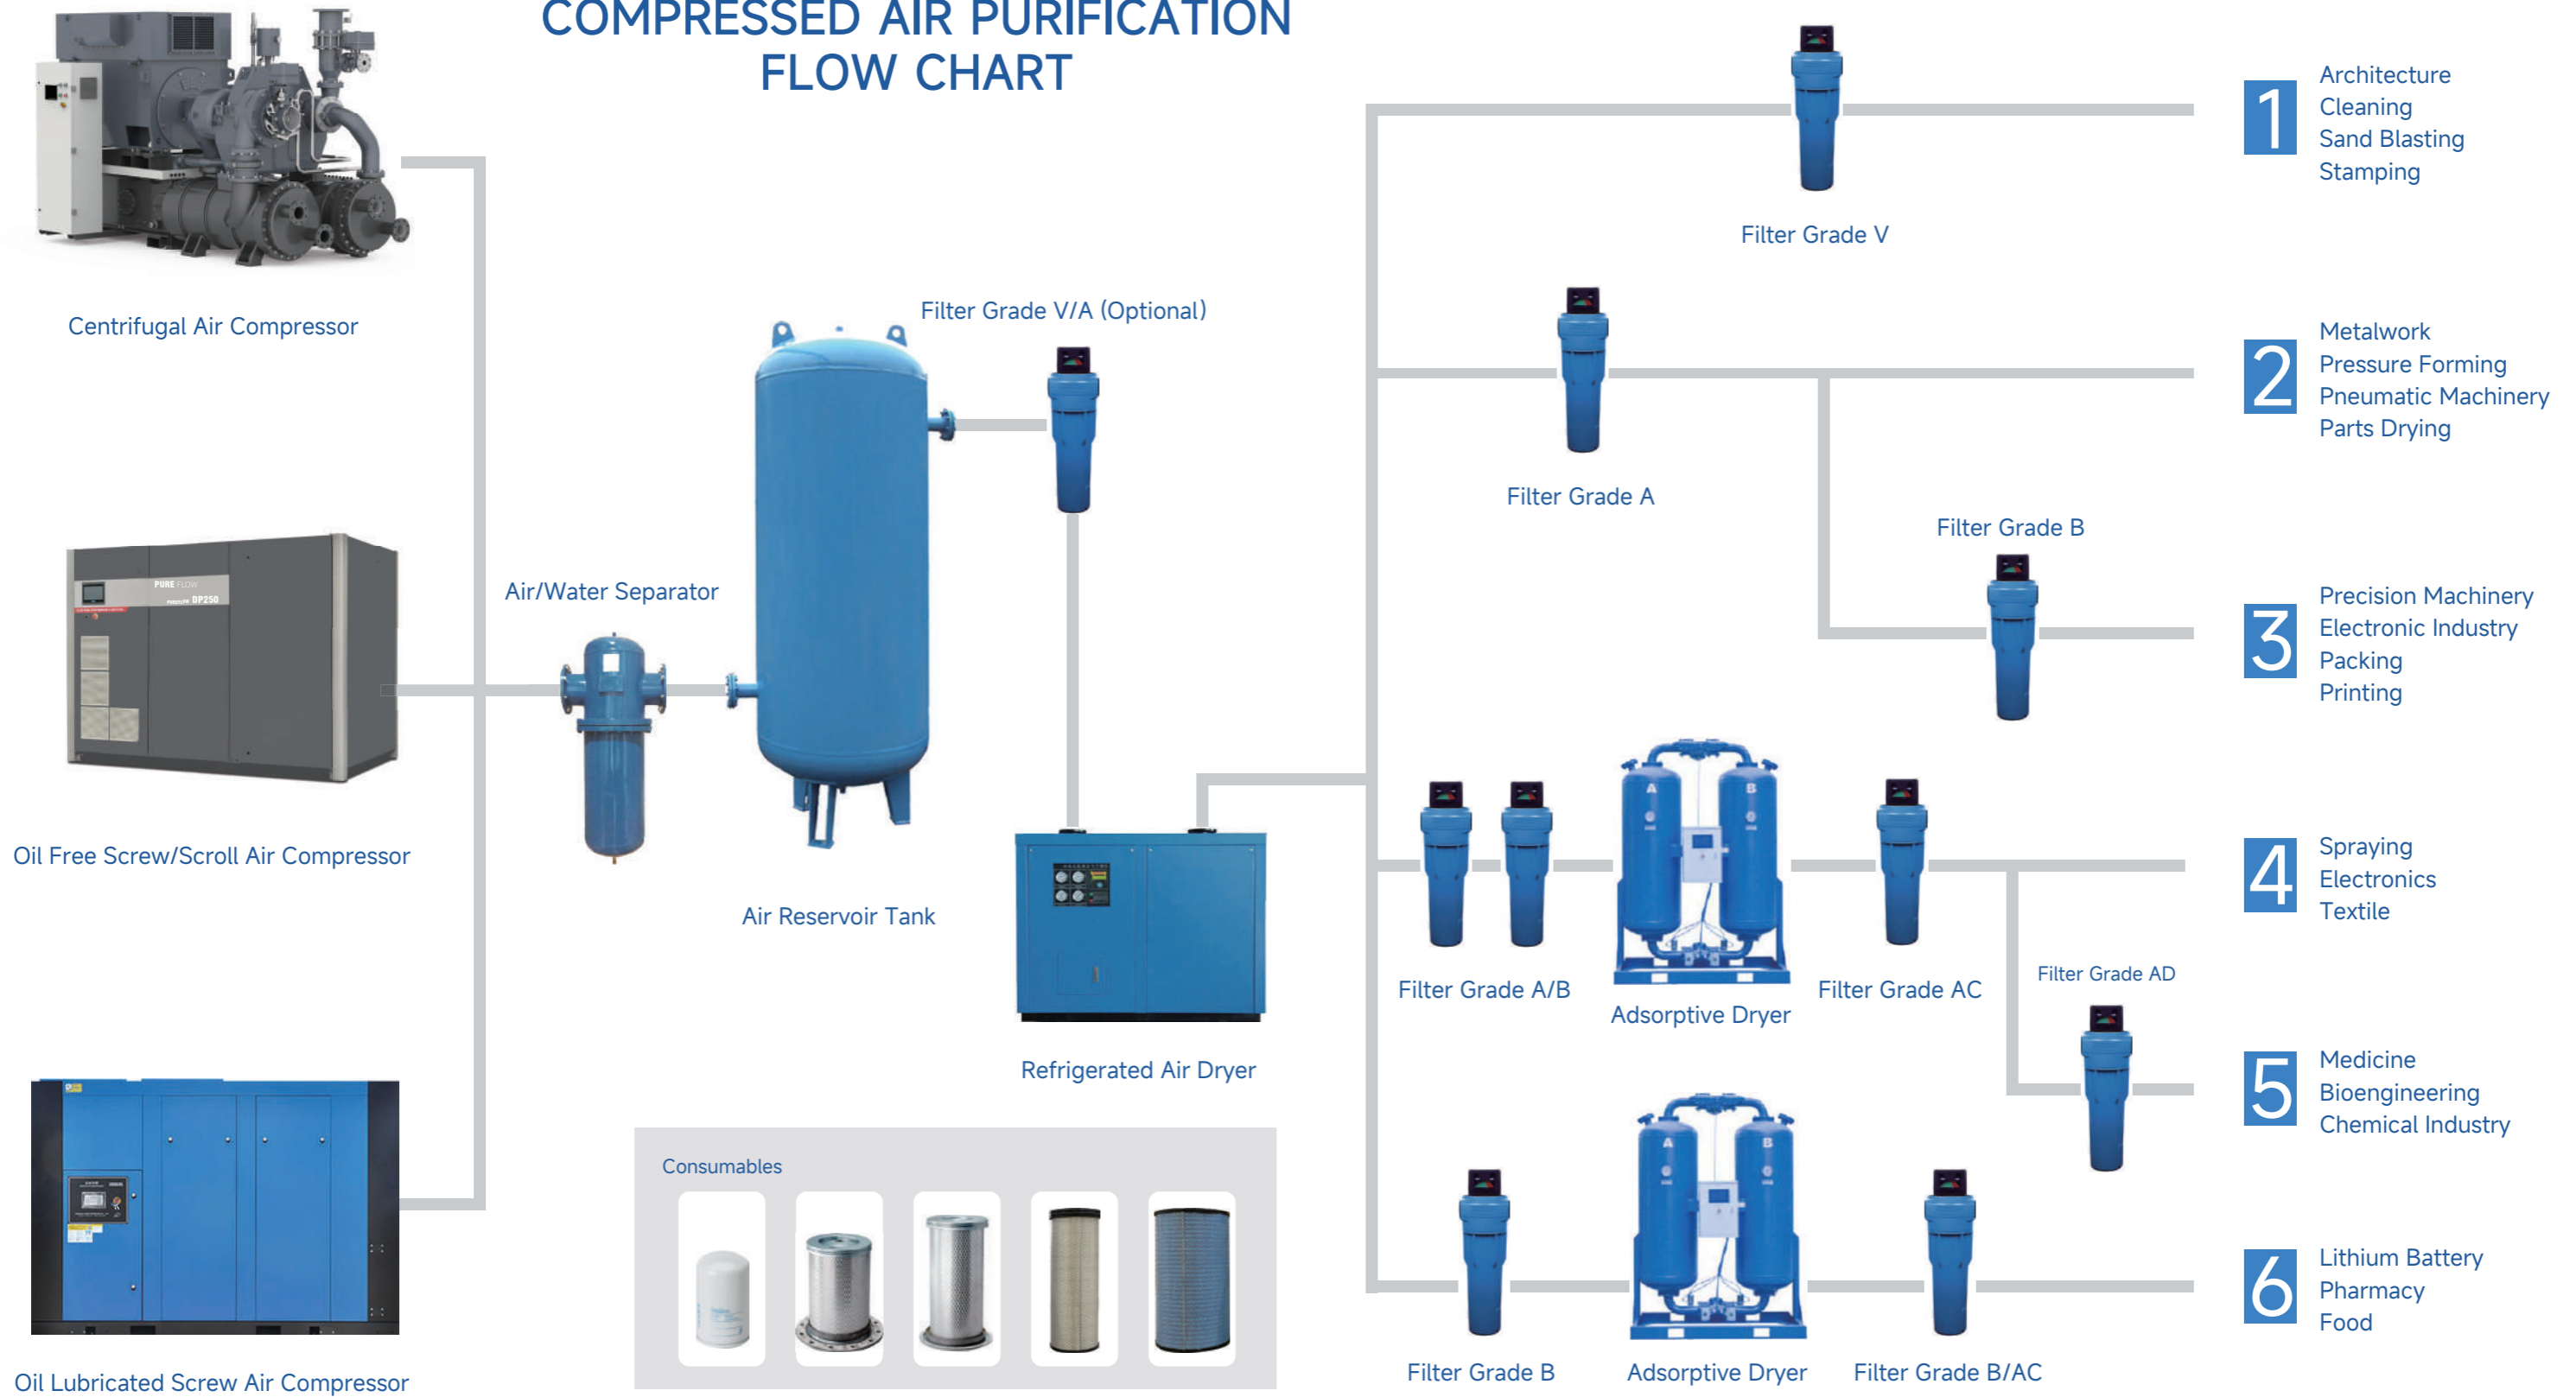 COMPRESSED AIR PURIFICATION
FLOW CHART
Centrifugal Air Compressor
PURE FLOW
DP250
Oil Free Screw/Scroll Air Compressor
Oil Lubricated Screw Air Compressor
Air/Water Separator
Air Reservoir Tank
Filter Grade V/A (Optional)
Refrigerated Air Dryer
Consumables
Filter Grade V
1
Architecture
Cleaning
Sand Blasting
Stamping
Filter Grade A
2
Metalwork
Pressure Forming
Pneumatic Machinery
Parts Drying
Filter Grade B
3
Precision Machinery
Electronic Industry
Packing
Printing
A
B
Filter Grade A/B
Adsorptive Dryer
Filter Grade AC
4
Spraying
Electronics
Textile
Filter Grade AD
5
Medicine
Bioengineering
Chemical Industry
A
B
Filter Grade B
Adsorptive Dryer
Filter Grade B/AC
6
Lithium Battery
Pharmacy
Food